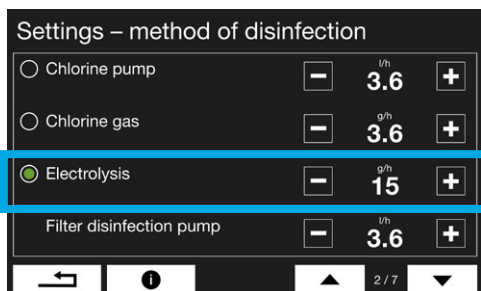 Settings – method of disinfection
Chlorine pump
l/h
− 3.6 +
Chlorine gas
g/h
− 3.6 +
Electrolysis
g/h
− 15 +
Filter disinfection pump
l/h
− 3.6 +
2/7